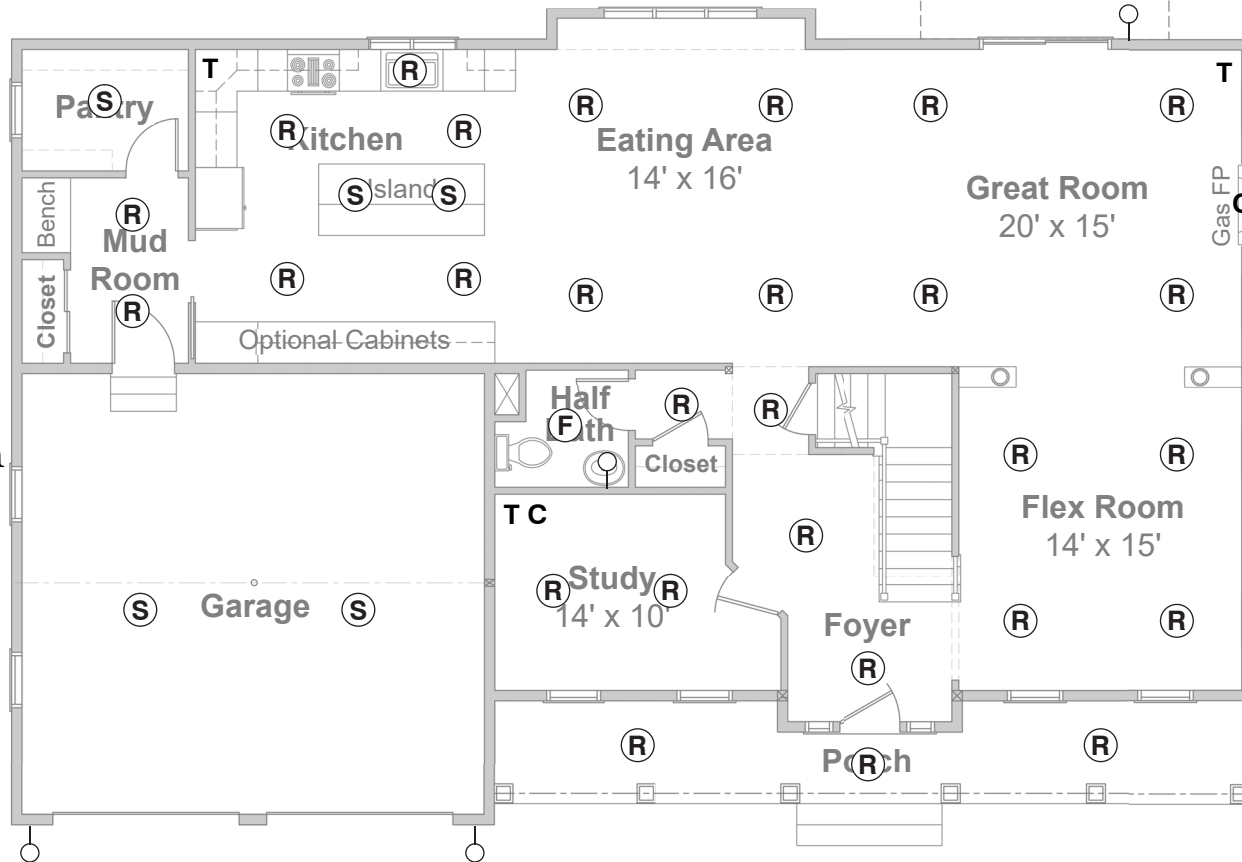 T
R
T
Pantry
S
R
R
R
R
Kitchen
R
R
Eating Area
14' x 16'
Bench
S
Island
S
Great Room
20' x 15'
Gas FP
C
R
Mud
Room
R
R
R
R
R
R
Closet
R
Optional Cabinets
Half
Bath
F
R
R
Closet
R
R
T C
Flex Room
14' x 15'
R
Study
R
R
14' x 10'
S
Garage
S
Foyer
R
R
R
R
R
Porch
R